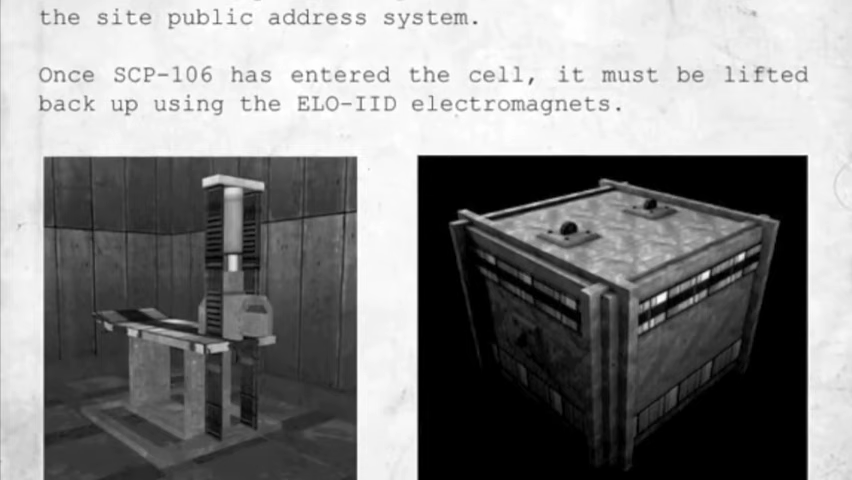 the site public address system.
Once SCP-106 has entered the cell, it must be lifted
back up using the ELO-IID electromagnets.